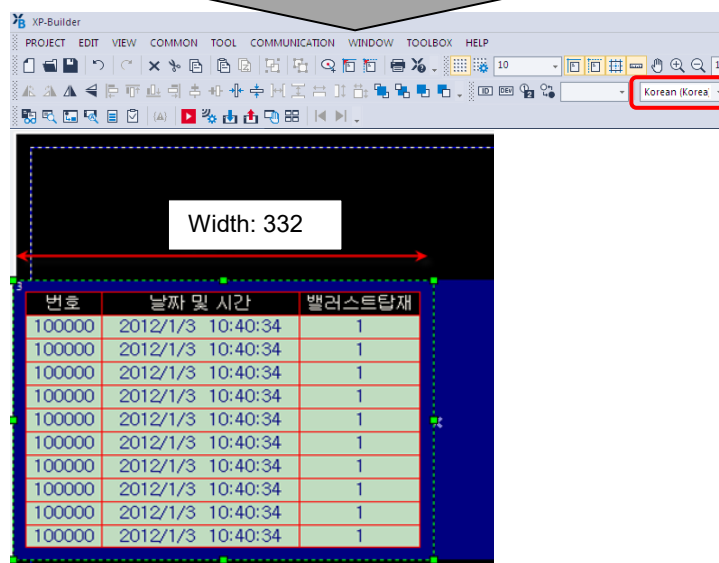 XP-Builder
PROJECT EDIT VIEW COMMON TOOL COMMUNICATION WINDOW TOOLBOX HELP
10 1
ID DEV Korean (Korea)
(A)
Width: 332
3
번호 날짜 및 시간 밸러스트탑재
100000 2012/1/3 10:40:34 1
100000 2012/1/3 10:40:34 1
100000 2012/1/3 10:40:34 1
100000 2012/1/3 10:40:34 1
100000 2012/1/3 10:40:34 1
100000 2012/1/3 10:40:34 1
100000 2012/1/3 10:40:34 1
100000 2012/1/3 10:40:34 1
100000 2012/1/3 10:40:34 1
100000 2012/1/3 10:40:34 1